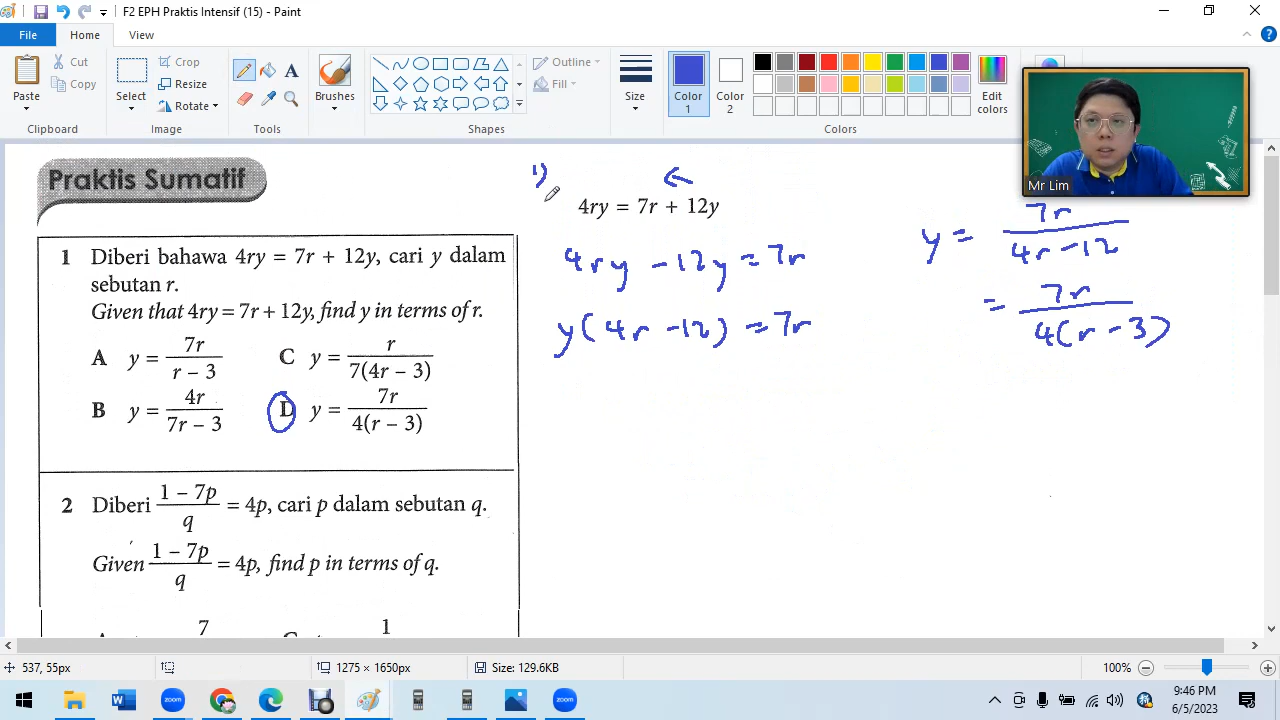 F2 EPH Praktis Intensif (15) - Paint
File Home View
Paste Cut Copy
Clipboard
Select Crop Resize Rotate
Image
Tools
Brushes
Outline Fill
Shapes
Size
Color 1 Color 2
Edit colors
Colors
Mr Lim
Praktis Sumatif
1 Diberi bahawa 4ry = 7r + 12y, cari y dalam
sebutan r.
Given that 4ry = 7r + 12y, find y in terms of r.
A y = 7r/(r − 3) C y = r/(7(4r − 3))
B y = 4r/(7r − 3) D y = 7r/(4(r − 3))
2 Diberi (1 − 7p)/q = 4p, cari p dalam sebutan q.
Given (1 − 7p)/q = 4p, find p in terms of q.
7 1
1)
4ry = 7r + 12y
4ry − 12y = 7r
y(4r − 12) = 7r
y = 7r/(4r − 12)
= 7r/(4(r − 3))
537, 55px 1275 × 1650px Size: 129.6KB 100%
W zoom zoom
9:46 PM
6/5/2023